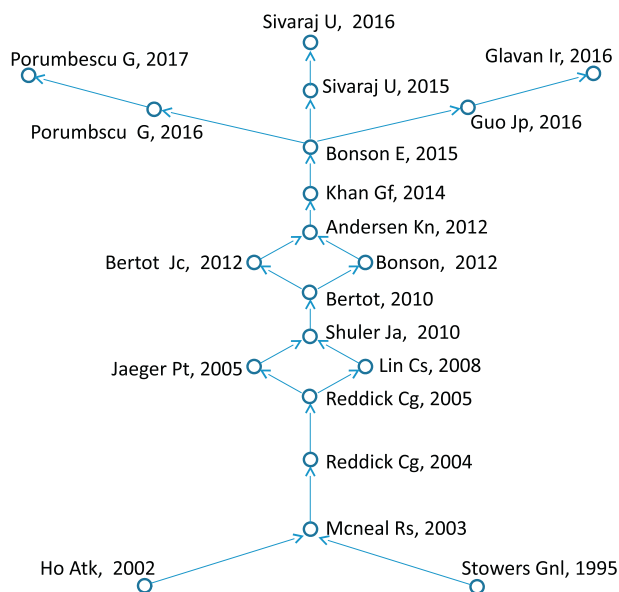 Sivaraj U,  2016
Porumbescu G, 2017
Glavan Ir, 2016
Sivaraj U, 2015
Porumbscu  G, 2016
Guo Jp, 2016
Bonson E, 2015
Khan Gf, 2014
Andersen Kn, 2012
Bertot  Jc,  2012
Bonson,  2012
Bertot, 2010
Shuler Ja,  2010
Jaeger Pt, 2005
Lin Cs, 2008
Reddick Cg, 2005
Reddick Cg, 2004
Mcneal Rs, 2003
Ho Atk,  2002
Stowers Gnl, 1995